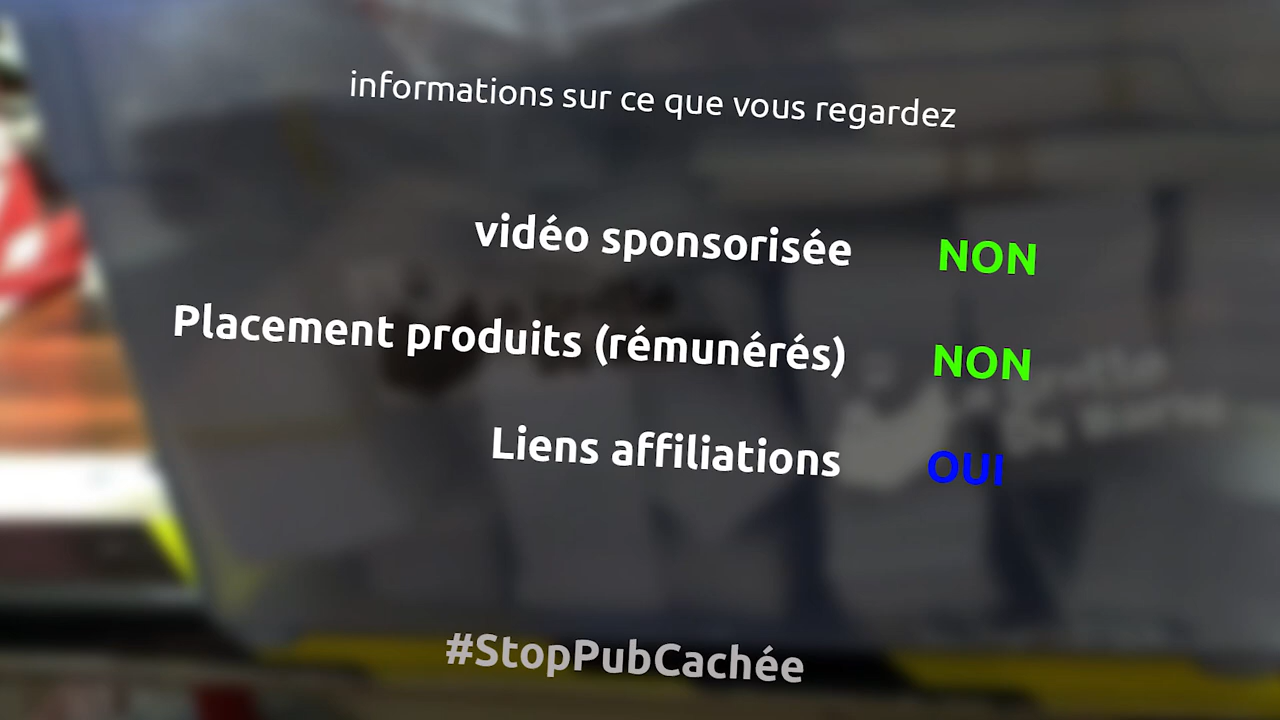 informations sur ce que vous regardez
vidéo sponsorisée NON
Placement produits (rémunérés) NON
Liens affiliations OUI
#StopPubCachée